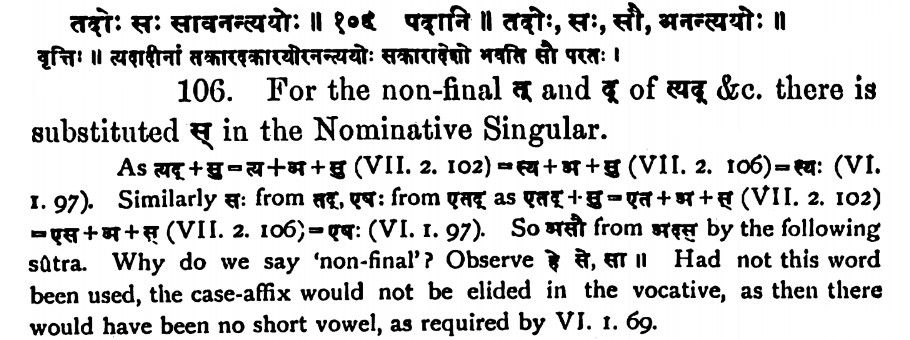 तदोः सः सावनन्त्ययोः ॥ १०६ पदानि ॥ तदोः, सः, सौ, अनन्त्ययोः ॥
वृत्तिः ॥ त्यदादीनां तकारदकारयोरनन्त्ययोः सकारादेशो भवति सौ परतः ।
106. For the non-final त् and द् of त्यद् &c. there is
substituted स् in the Nominative Singular.
As त्यद् + सु = त्य + अ + सु (VII. 2. 102) = स्य + अ + सु (VII. 2. 106) = स्यः (VI.
1. 97). Similarly सः from तद्, एषः from एतद् as एतद् + सु = एत + अ + स् (VII. 2. 102)
= एस + अ + स् (VII. 2. 106) = एषः (VI. 1. 97). So असौ from अदस् by the following
sûtra. Why do we say 'non-final'? Observe हे से, सा ॥ Had not this word
been used, the case-affix would not be elided in the vocative, as then there
would have been no short vowel, as required by VI. 1. 69.